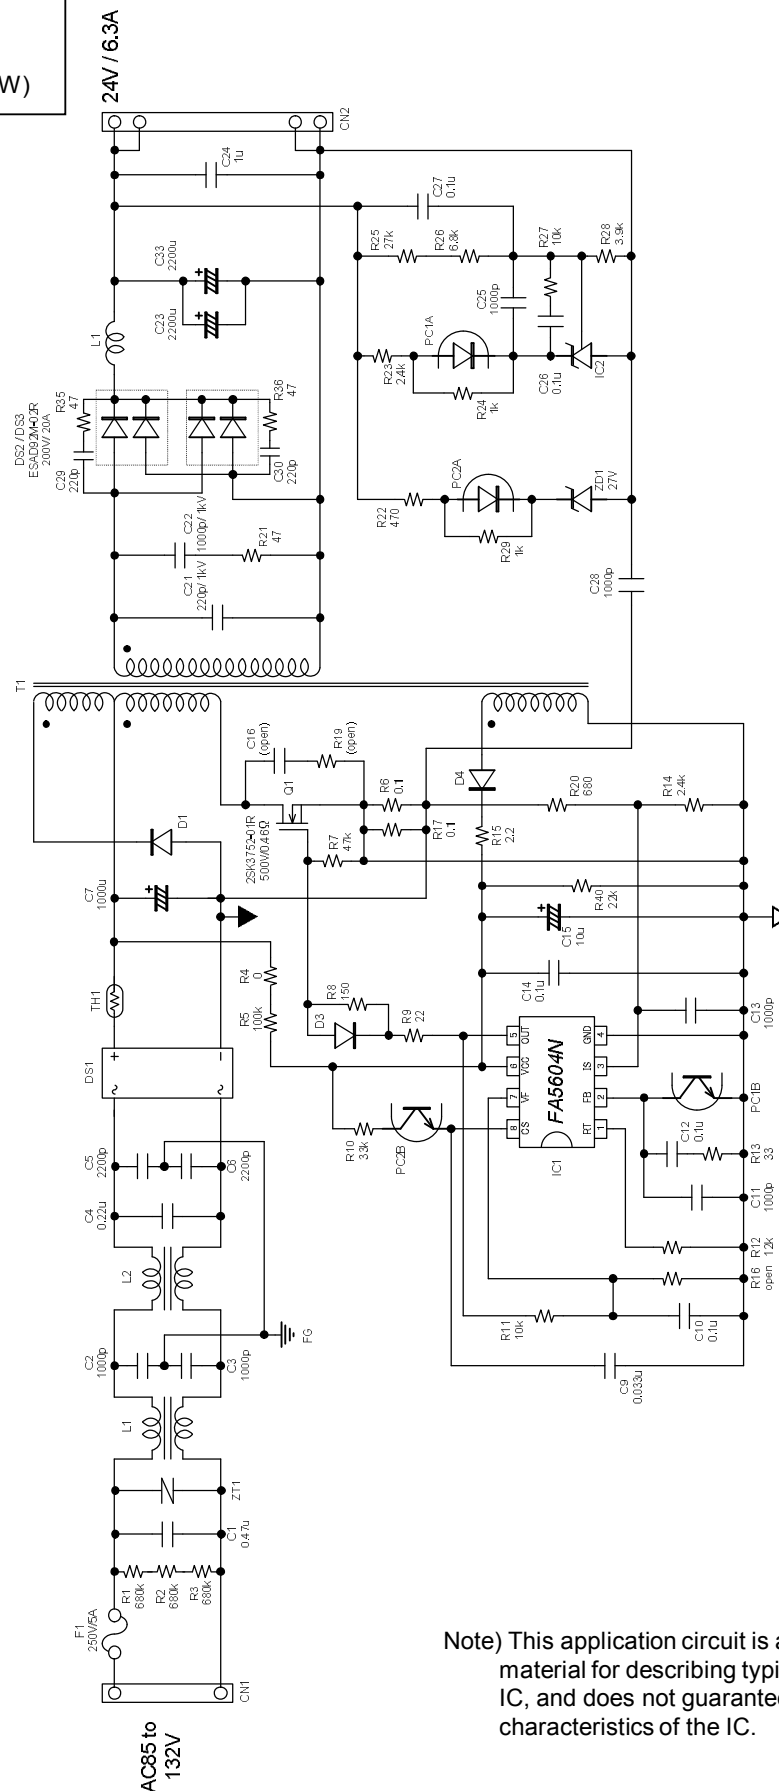 W)
24V / 6.3A
CN2
C24
1u
C27
0.1u
R25
27k
R26
6.8k
R27
10k
R28
3.9k
C33
2200u
C23
2200u
L1
C25
1000p
PC1A
R23
2.4k
R24
1k
C26
0.1u
IC2
DS2 / DS3
ESAD92M-02R
200V/ 20A
R35
47
R36
47
C29
220p
C30
220p
C22
1000p/ 1kV
R21
47
C21
220p/ 1kV
R22
470
PC2A
R29
1k
ZD1
27V
C28
1000p
T1
C16
(open)
R19
(open)
Q1
2SK3752-01R
500V/0.46Ω
R6
0.1
R17
0.1
R7
47k
D4
R15
2.2
R20
680
R14
2.4k
D1
C7
1000u
R40
22k
C15
10u
C14
0.1u
C13
1000p
TH1
R4
0
R5
100k
R8
150
D3
R9
22
DS1
+
-
~
~
5 OUT
6 VCC
7 VF
8 CS
FA5604N
GND 4
IS 3
FB 2
RT 1
IC1
R10
33k
PC2B
PC1B
C12
0.1u
R13
33
C11
1000p
R12
12k
R16
open
R11
10k
C10
0.1u
C9
0.033u
C5
2200p
C6
2200p
C4
0.22u
L2
C2
1000p
C3
1000p
FG
L1
ZT1
C1
0.47u
R1
680k
R2
680k
R3
680k
F1
250V/5A
CN1
AC85 to
132V
Note) This application circuit is a
material for describing typi
IC, and does not guarantee
characteristics of the IC.